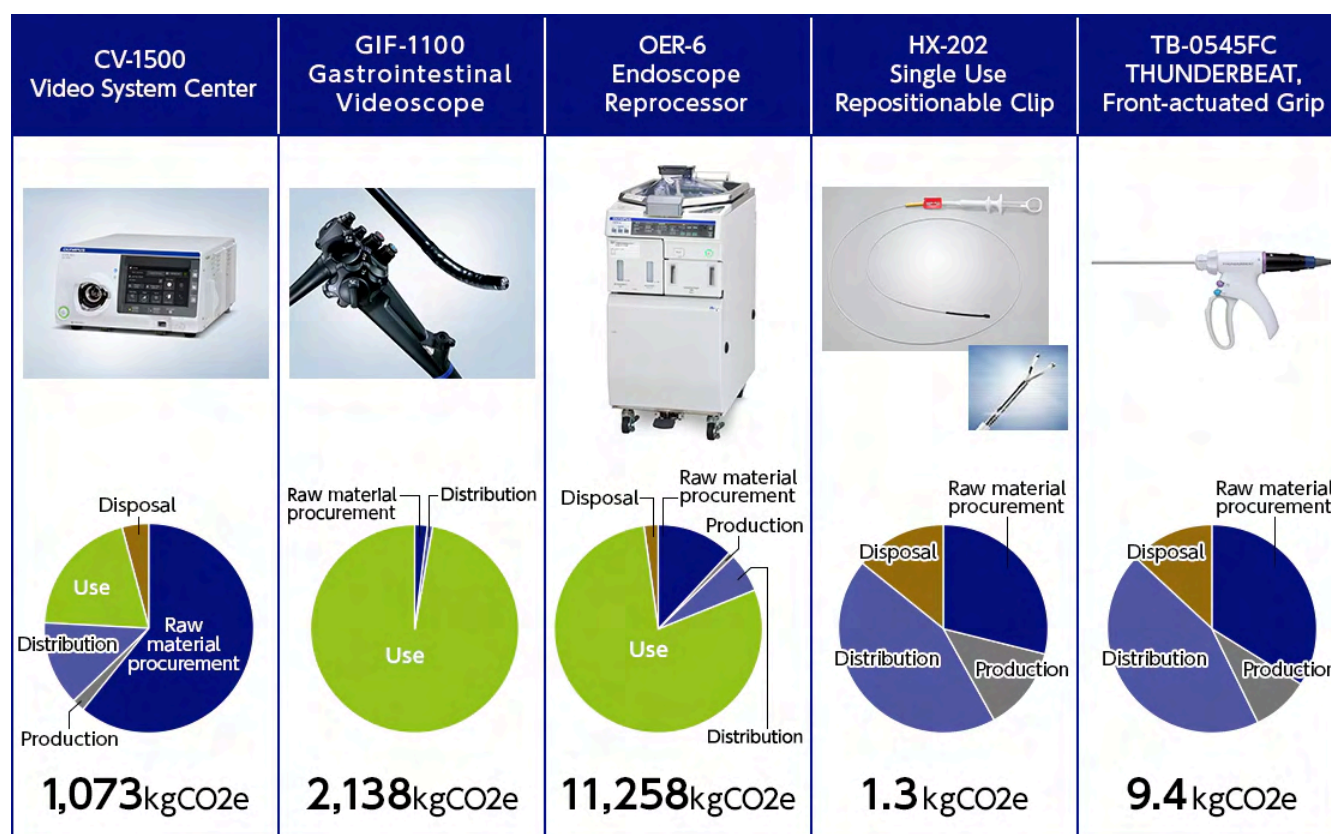 CV-1500
Video System Center
GIF-1100
Gastrointestinal
Videoscope
OER-6
Endoscope
Reprocessor
HX-202
Single Use
Repositionable Clip
TB-0545FC
THUNDERBEAT,
Front-actuated Grip
OLYMPUS
Disposal
Use
Distribution
Production
Raw
material
procurement
1,073kgCO2e
Raw material
procurement
Distribution
Use
2,138kgCO2e
Disposal
Raw material
procurement
Production
Use
Distribution
11,258kgCO2e
Raw material
procurement
Disposal
Distribution
Production
1.3kgCO2e
Raw material
procurement
Disposal
Distribution
Production
9.4kgCO2e